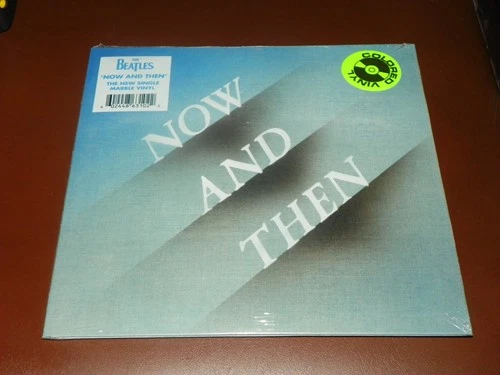 THE
BEATLES
'NOW AND THEN'
THE NEW SINGLE
MARBLE VINYL
COLORED
VINYL
NOW
AND
THEN